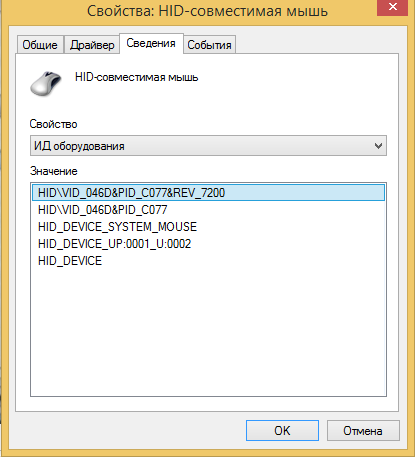 Свойства: HID-совместимая мышь
Общие Драйвер Сведения События
HID-совместимая мышь
Свойство
ИД оборудования
Значение
HID\VID_046D&PID_C077&REV_7200
HID\VID_046D&PID_C077
HID_DEVICE_SYSTEM_MOUSE
HID_DEVICE_UP:0001_U:0002
HID_DEVICE
OK Отмена